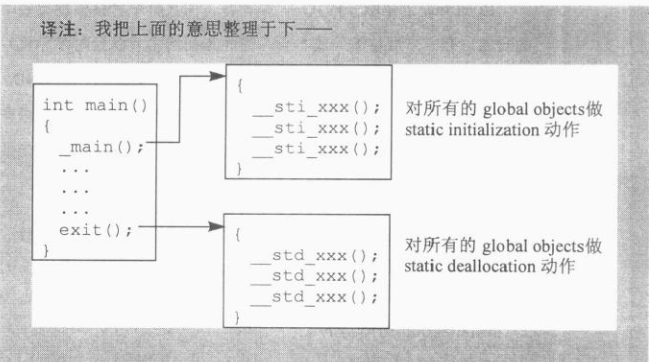 译注：我把上面的意思整理于下——
int main()
{
_main();
...
...
...
exit();
}
{
__sti_xxx();
__sti_xxx();
__sti_xxx();
}
对所有的 global objects做
static initialization 动作
{
__std_xxx();
__std_xxx();
__std_xxx();
}
对所有的 global objects做
static deallocation 动作